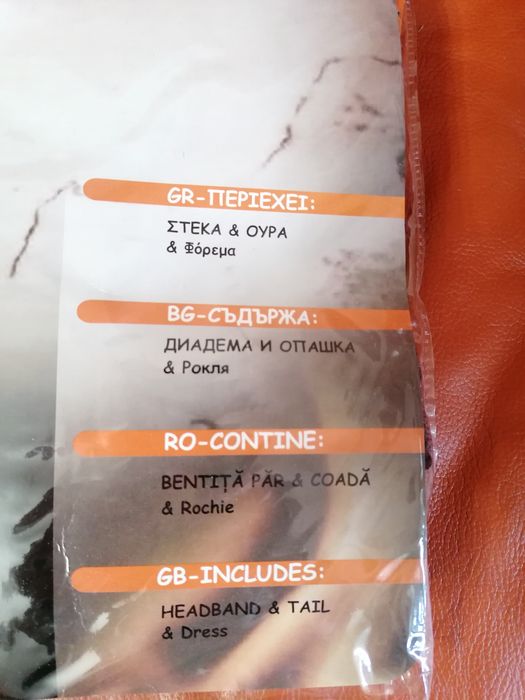 GR-ΠΕΡΙΕΧΕΙ:
ΣΤΕΚΑ & ΟΥΡΑ
& Φόρεμα
BG-СЪДЪРЖА:
ДИАДЕМА И ОПАШКА
& Рокля
RO-CONTINE:
BENTIȚĂ PĂR & COADĂ
& Rochie
GB-INCLUDES:
HEADBAND & TAIL
& Dress